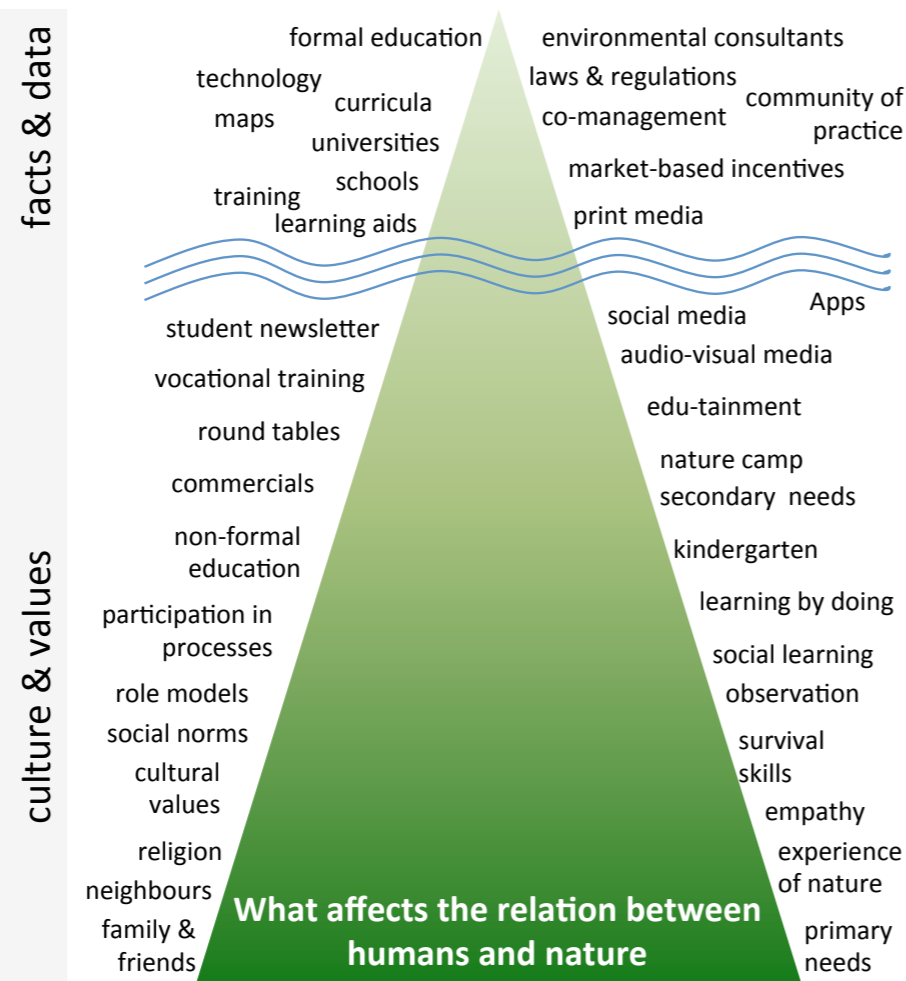 facts & data
culture & values
formal education
technology
curricula
maps
universities
schools
training
learning aids
environmental consultants
laws & regulations
community of
practice
co-management
market-based incentives
print media
student newsletter
vocational training
round tables
commercials
non-formal
education
participation in
processes
role models
social norms
cultural
values
religion
neighbours
family &
friends
Apps
social media
audio-visual media
edu-tainment
nature camp
secondary needs
kindergarten
learning by doing
social learning
observation
survival
skills
empathy
experience
of nature
primary
needs
What affects the relation between
humans and nature